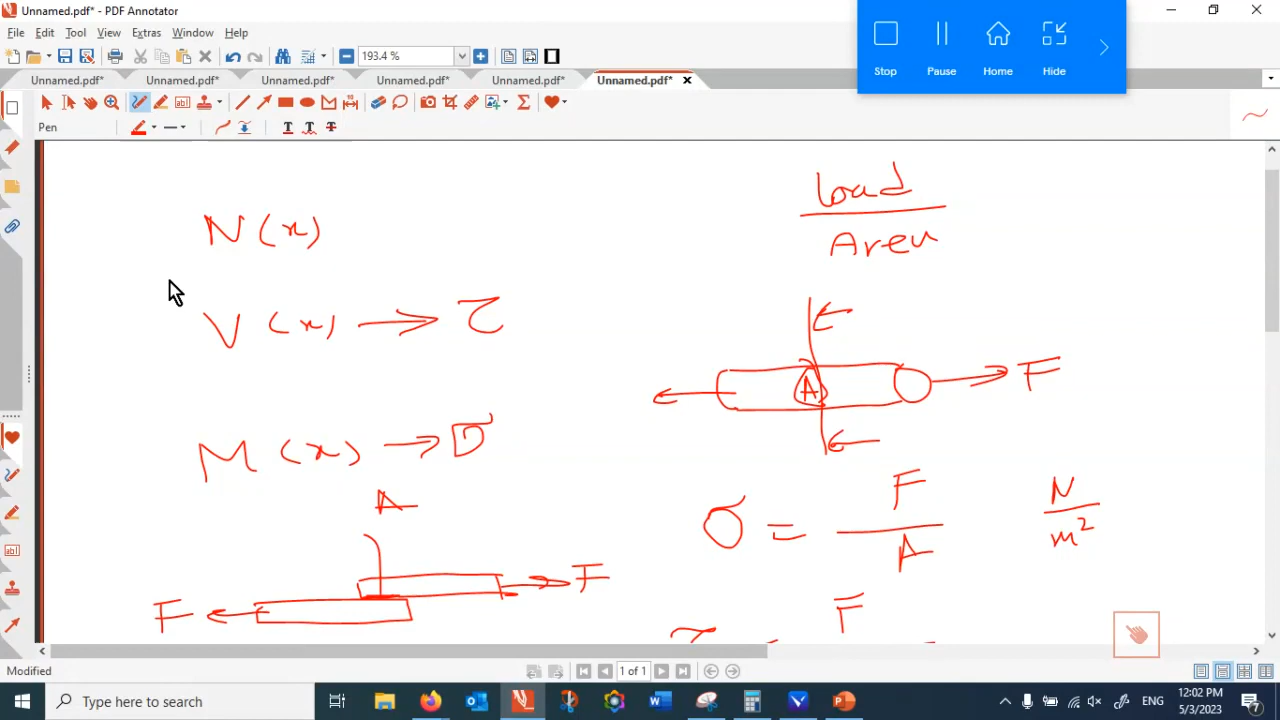 Unnamed.pdf* - PDF Annotator
File Edit Tool View Extras Window Help
193.4 %
Stop Pause Home Hide
Unnamed.pdf* Unnamed.pdf* Unnamed.pdf* Unnamed.pdf* Unnamed.pdf* Unnamed.pdf*
Pen
Load
Area
N(x)
V(x) → τ
A
F
M(x) → σ
A
σ = F/A
N/m²
F
F
F
τ
Modified
1 of 1
Type here to search
ENG
12:02 PM
5/3/2023
7